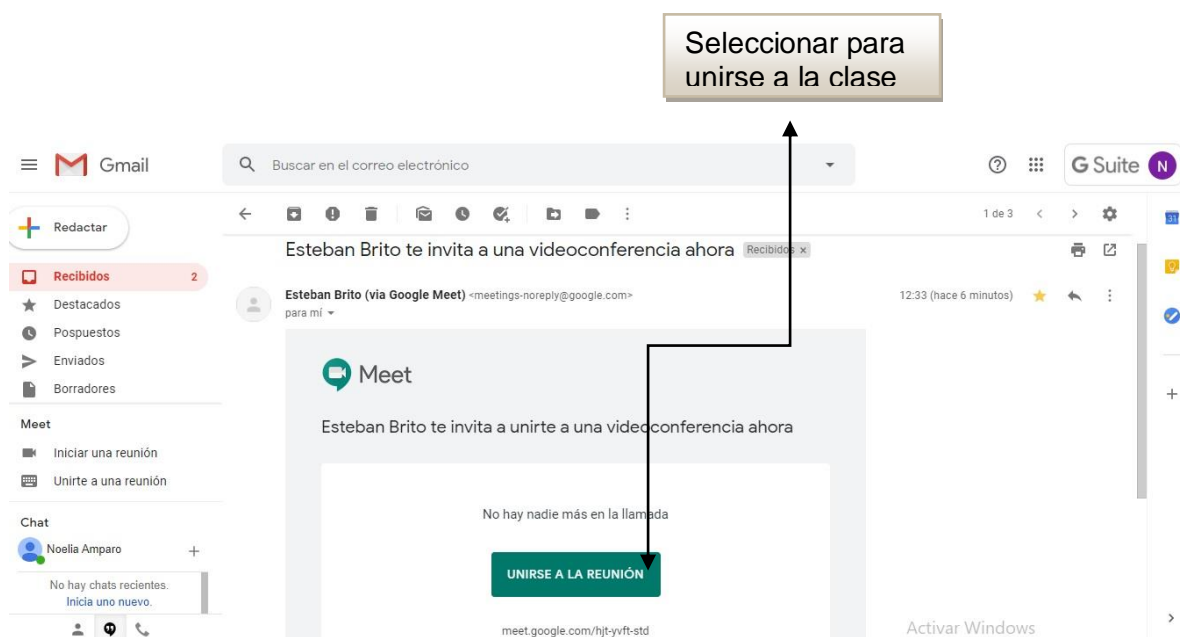 Seleccionar para
unirse a la clase
Gmail
Buscar en el correo electrónico
G Suite
N
Redactar
1 de 3
31
Esteban Brito te invita a una videoconferencia ahora Recibidos ×
Recibidos 2
Esteban Brito (via Google Meet) <meetings-noreply@google.com>
12:33 (hace 6 minutos)
para mí
Destacados
Pospuestos
Enviados
Borradores
Meet
Iniciar una reunión
Unirte a una reunión
Chat
Noelia Amparo
No hay chats recientes.
Inicia uno nuevo.
Meet
Esteban Brito te invita a unirte a una videoconferencia ahora
No hay nadie más en la llamada
UNIRSE A LA REUNIÓN
meet.google.com/hjt-yvft-std
Activar Windows